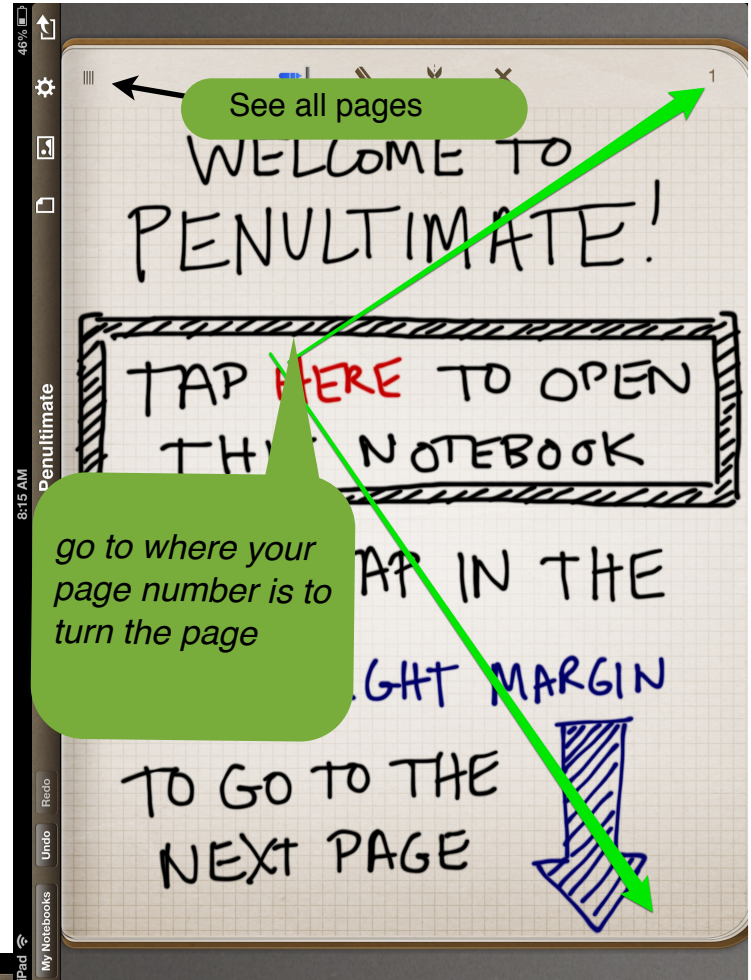 iPad
8:15 AM
46%
My Notebooks
Undo
Redo
Penultimate
1
See all pages
WELCOME TO
PENULTIMATE!
TAP HERE TO OPEN
NOTEBOOK
go to where your
page number is to
turn the page
IN THE
MARGIN
TO GO TO THE
NEXT PAGE